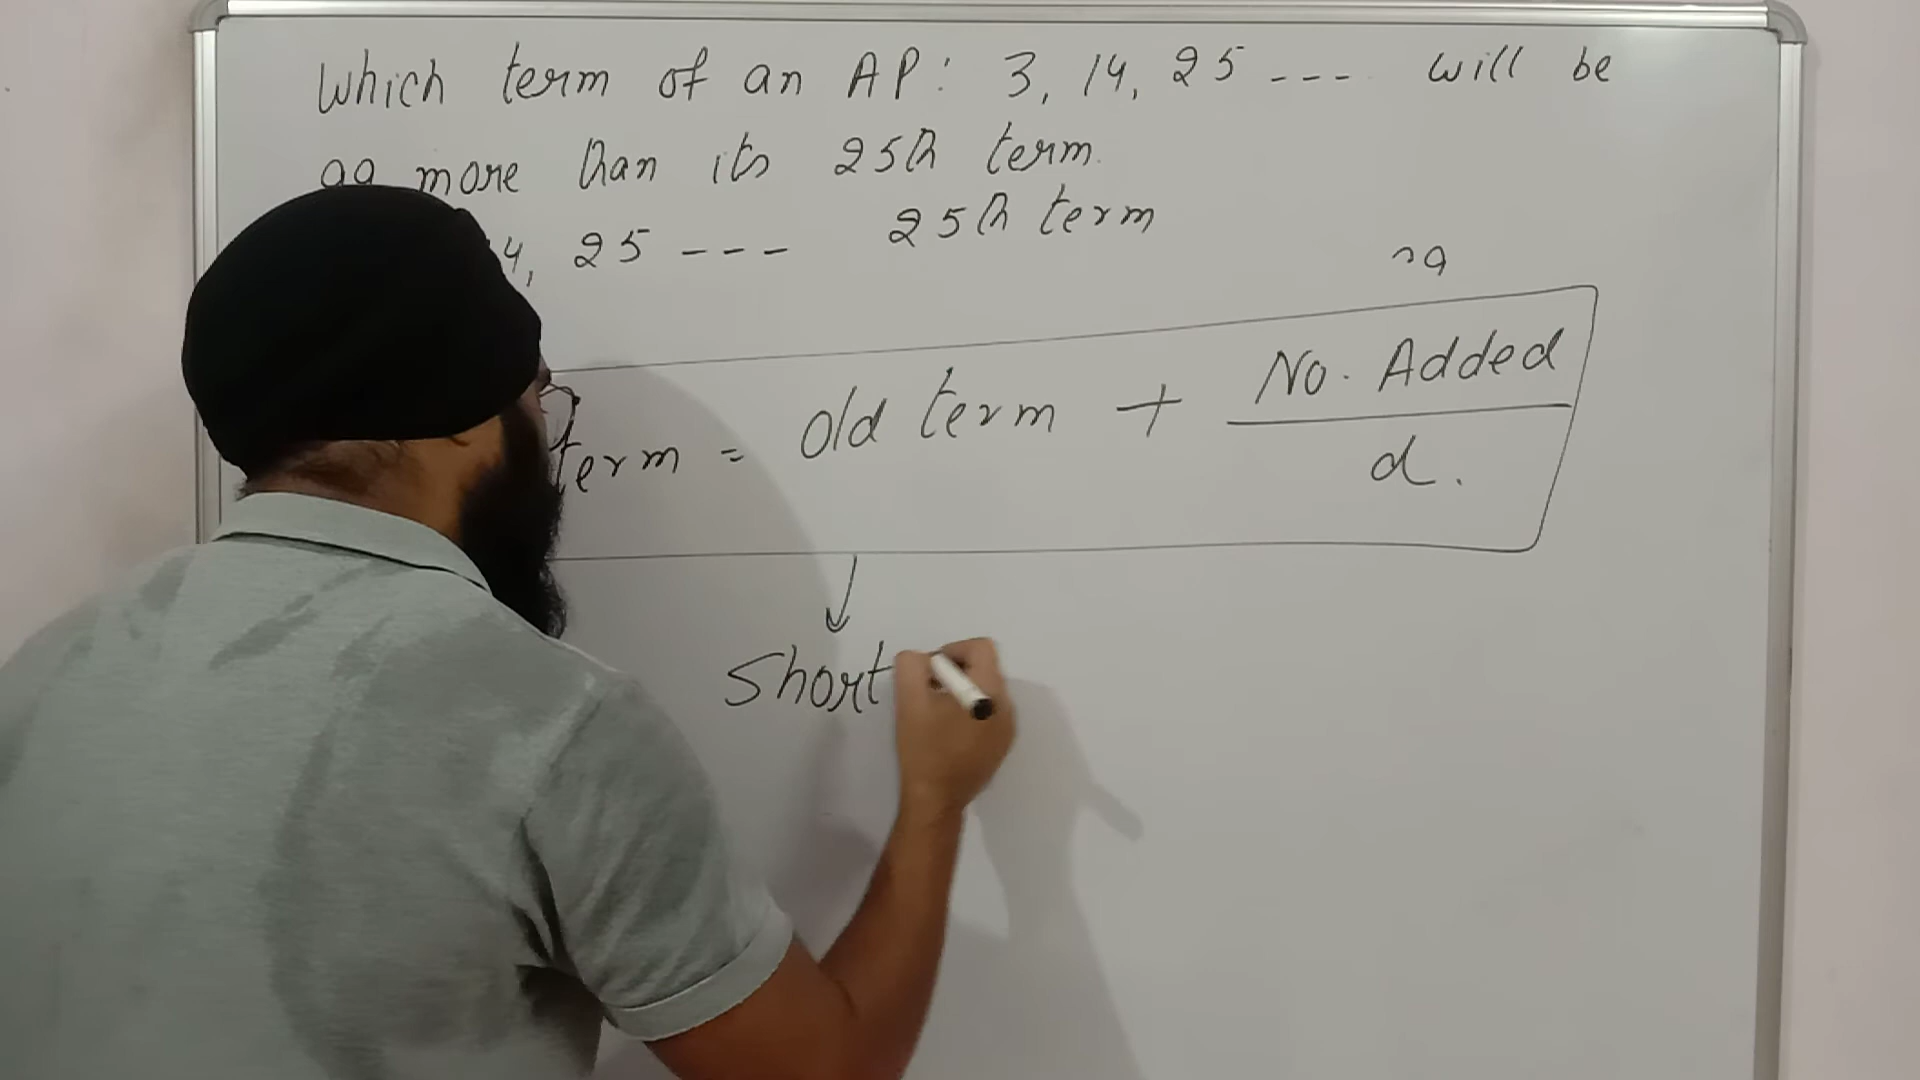 Which term of an AP: 3, 14, 25 --- will be
99 more than its 25th term.
4, 25 --- 25th term
term = old term + No. Added
d.
Short